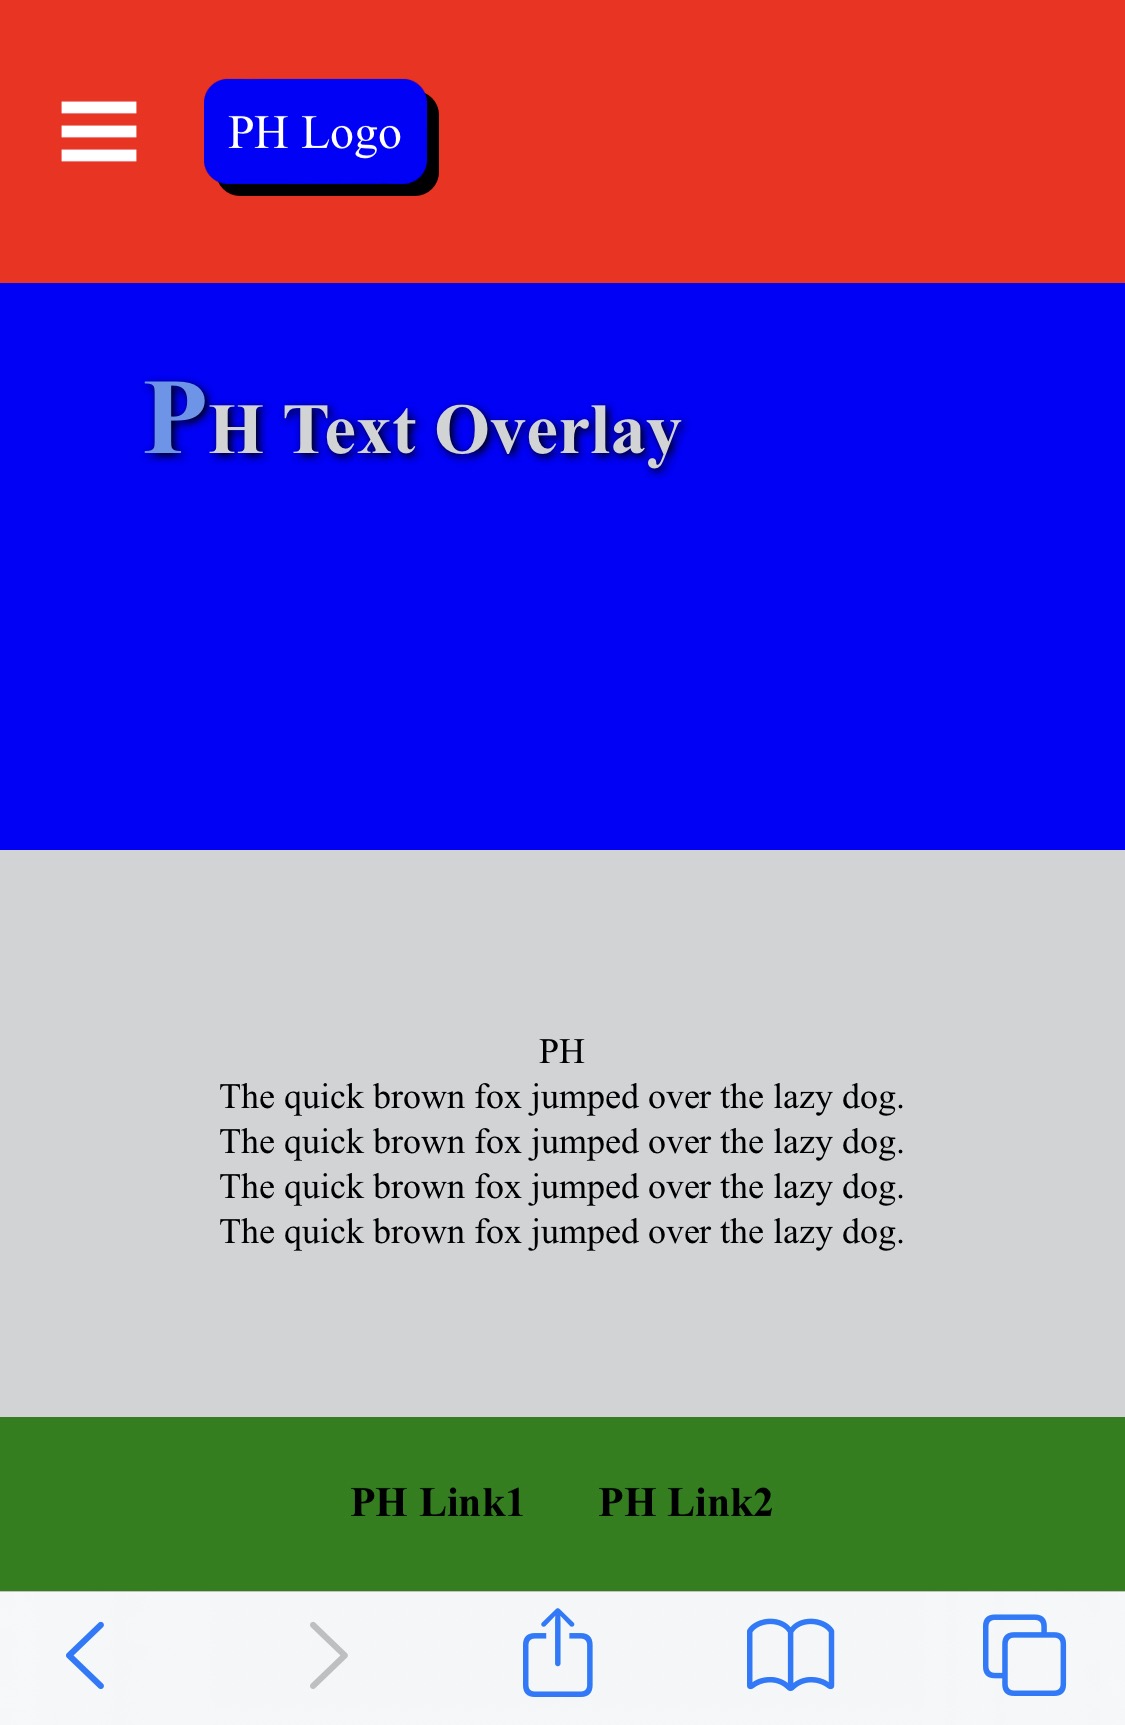 PH Logo
PH Text Overlay
PH
The quick brown fox jumped over the lazy dog.
The quick brown fox jumped over the lazy dog.
The quick brown fox jumped over the lazy dog.
The quick brown fox jumped over the lazy dog.
PH Link1 PH Link2